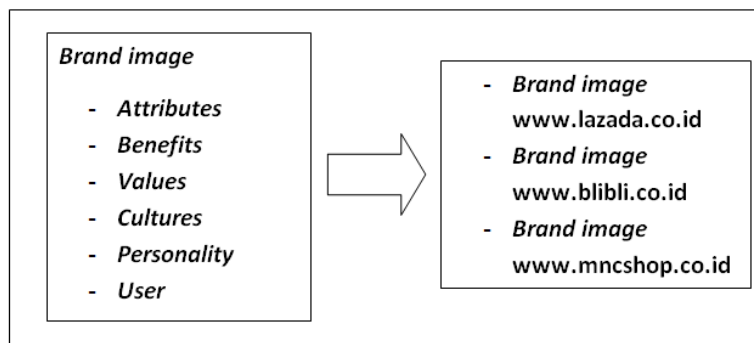 Brand image
- Attributes
- Benefits
- Values
- Cultures
- Personality
- User
- Brand image
www.lazada.co.id
- Brand image
www.blibli.co.id
- Brand image
www.mncshop.co.id